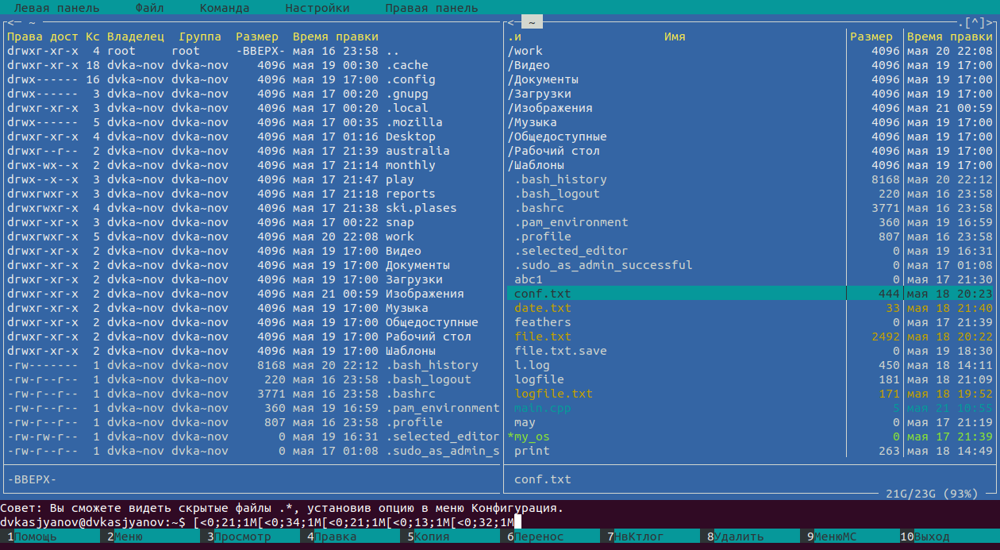 Левая панель Файл Команда Настройки Правая панель
<─ ~
Права дост Кс Владелец Группа Размер Время правки
drwxr-xr-x 4 root root -ВВЕРХ- мая 16 23:58 ..
drwxr-xr-x 18 dvka~nov dvka~nov 4096 мая 19 00:30 .cache
drwx------ 16 dvka~nov dvka~nov 4096 мая 19 17:00 .config
drwx------ 3 dvka~nov dvka~nov 4096 мая 17 00:20 .gnupg
drwxr-xr-x 3 dvka~nov dvka~nov 4096 мая 17 00:20 .local
drwx------ 5 dvka~nov dvka~nov 4096 мая 17 00:35 .mozilla
drwxr-xr-x 4 dvka~nov dvka~nov 4096 мая 17 01:16 Desktop
drwxr--r-- 2 dvka~nov dvka~nov 4096 мая 17 21:39 australia
drwx-wx--x 2 dvka~nov dvka~nov 4096 мая 17 21:14 monthly
drwx--x--x 3 dvka~nov dvka~nov 4096 мая 17 21:47 play
drwxrwxr-x 3 dvka~nov dvka~nov 4096 мая 17 21:18 reports
drwxrwxr-x 4 dvka~nov dvka~nov 4096 мая 17 21:38 ski.plases
drwxr-xr-x 3 dvka~nov dvka~nov 4096 мая 17 00:22 snap
drwxrwxr-x 5 dvka~nov dvka~nov 4096 мая 20 22:08 work
drwxr-xr-x 2 dvka~nov dvka~nov 4096 мая 19 17:00 Видео
drwxr-xr-x 2 dvka~nov dvka~nov 4096 мая 19 17:00 Документы
drwxr-xr-x 2 dvka~nov dvka~nov 4096 мая 19 17:00 Загрузки
drwxr-xr-x 2 dvka~nov dvka~nov 4096 мая 21 00:59 Изображения
drwxr-xr-x 2 dvka~nov dvka~nov 4096 мая 19 17:00 Музыка
drwxr-xr-x 2 dvka~nov dvka~nov 4096 мая 19 17:00 Общедоступные
drwxr-xr-x 2 dvka~nov dvka~nov 4096 мая 19 17:00 Рабочий стол
drwxr-xr-x 2 dvka~nov dvka~nov 4096 мая 19 17:00 Шаблоны
-rw------- 1 dvka~nov dvka~nov 8168 мая 20 22:12 .bash_history
-rw-r--r-- 1 dvka~nov dvka~nov 220 мая 16 23:58 .bash_logout
-rw-r--r-- 1 dvka~nov dvka~nov 3771 мая 16 23:58 .bashrc
-rw-r--r-- 1 dvka~nov dvka~nov 360 мая 19 16:59 .pam_environment
-rw-r--r-- 1 dvka~nov dvka~nov 807 мая 16 23:58 .profile
-rw-rw-r-- 1 dvka~nov dvka~nov 0 мая 19 16:31 .selected_editor
-rw-r--r-- 1 dvka~nov dvka~nov 0 мая 17 01:08 .sudo_as_admin_s
-ВВЕРХ-
<─ ~ .[^]>
.и Имя Размер Время правки
/work 4096 мая 20 22:08
/Видео 4096 мая 19 17:00
/Документы 4096 мая 19 17:00
/Загрузки 4096 мая 19 17:00
/Изображения 4096 мая 21 00:59
/Музыка 4096 мая 19 17:00
/Общедоступные 4096 мая 19 17:00
/Рабочий стол 4096 мая 19 17:00
/Шаблоны 4096 мая 19 17:00
.bash_history 8168 мая 20 22:12
.bash_logout 220 мая 16 23:58
.bashrc 3771 мая 16 23:58
.pam_environment 360 мая 19 16:59
.profile 807 мая 16 23:58
.selected_editor 0 мая 19 16:31
.sudo_as_admin_successful 0 мая 17 01:08
abc1 0 мая 17 21:30
conf.txt 444 мая 18 20:23
date.txt 33 мая 18 21:40
feathers 0 мая 17 21:39
file.txt 2492 мая 18 20:22
file.txt.save 0 мая 19 18:30
l.log 450 мая 18 14:11
logfile 181 мая 18 21:09
logfile.txt 171 мая 18 19:52
main.cpp 5 мая 21 10:55
may 0 мая 17 21:19
*my_os 0 мая 17 21:39
print 263 мая 18 14:49
conf.txt
21G/23G (93%)
Совет: Вы сможете видеть скрытые файлы .*, установив опцию в меню Конфигурация.
dvkasjyanov@dvkasjyanov:~$ [<0;21;1M[<0;34;1M[<0;21;1M[<0;13;1M[<0;32;1M
1Помощь 2Меню 3Просмотр 4Правка 5Копия 6Перенос 7НвКтлог 8Удалить 9МенюМС 10Выход